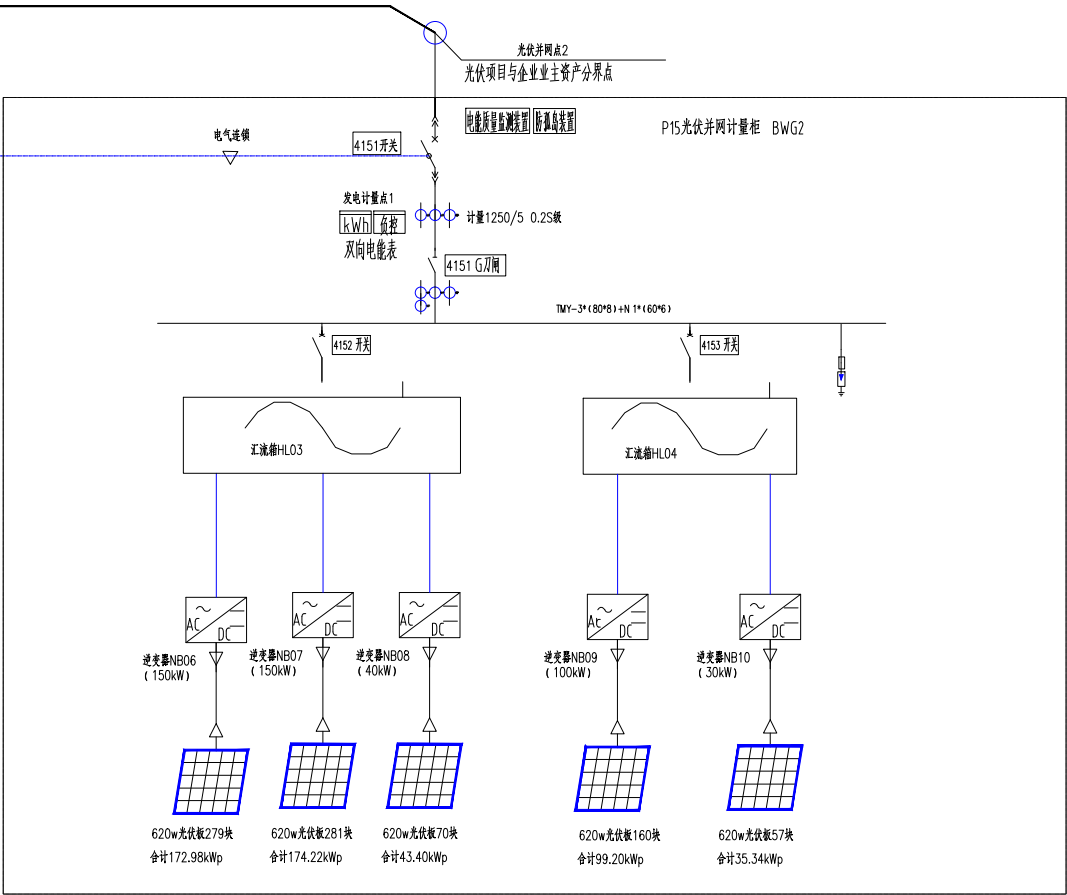 光伏并网点2
光伏项目与企业业主资产分界点
电能质量监测装置 防孤岛装置
P15光伏并网计量柜 BWG2
电气连锁
4151开关
发电计量点1
kWh 负控
计量1250/5 0.2S级
双向电能表
4151 G刀闸
TMY-3*(80*8)+N 1*(60*6)
4152 开关
4153 开关
汇流箱HL03
汇流箱HL04
AC DC
AC DC
AC DC
AC DC
AC DC
逆变器NB06
(150kW)
逆变器NB07
(150kW)
逆变器NB08
(40kW)
逆变器NB09
(100kW)
逆变器NB10
(30kW)
620w光伏板279块
合计172.98kWp
620w光伏板281块
合计174.22kWp
620w光伏板70块
合计43.40kWp
620w光伏板160块
合计99.20kWp
620w光伏板57块
合计35.34kWp